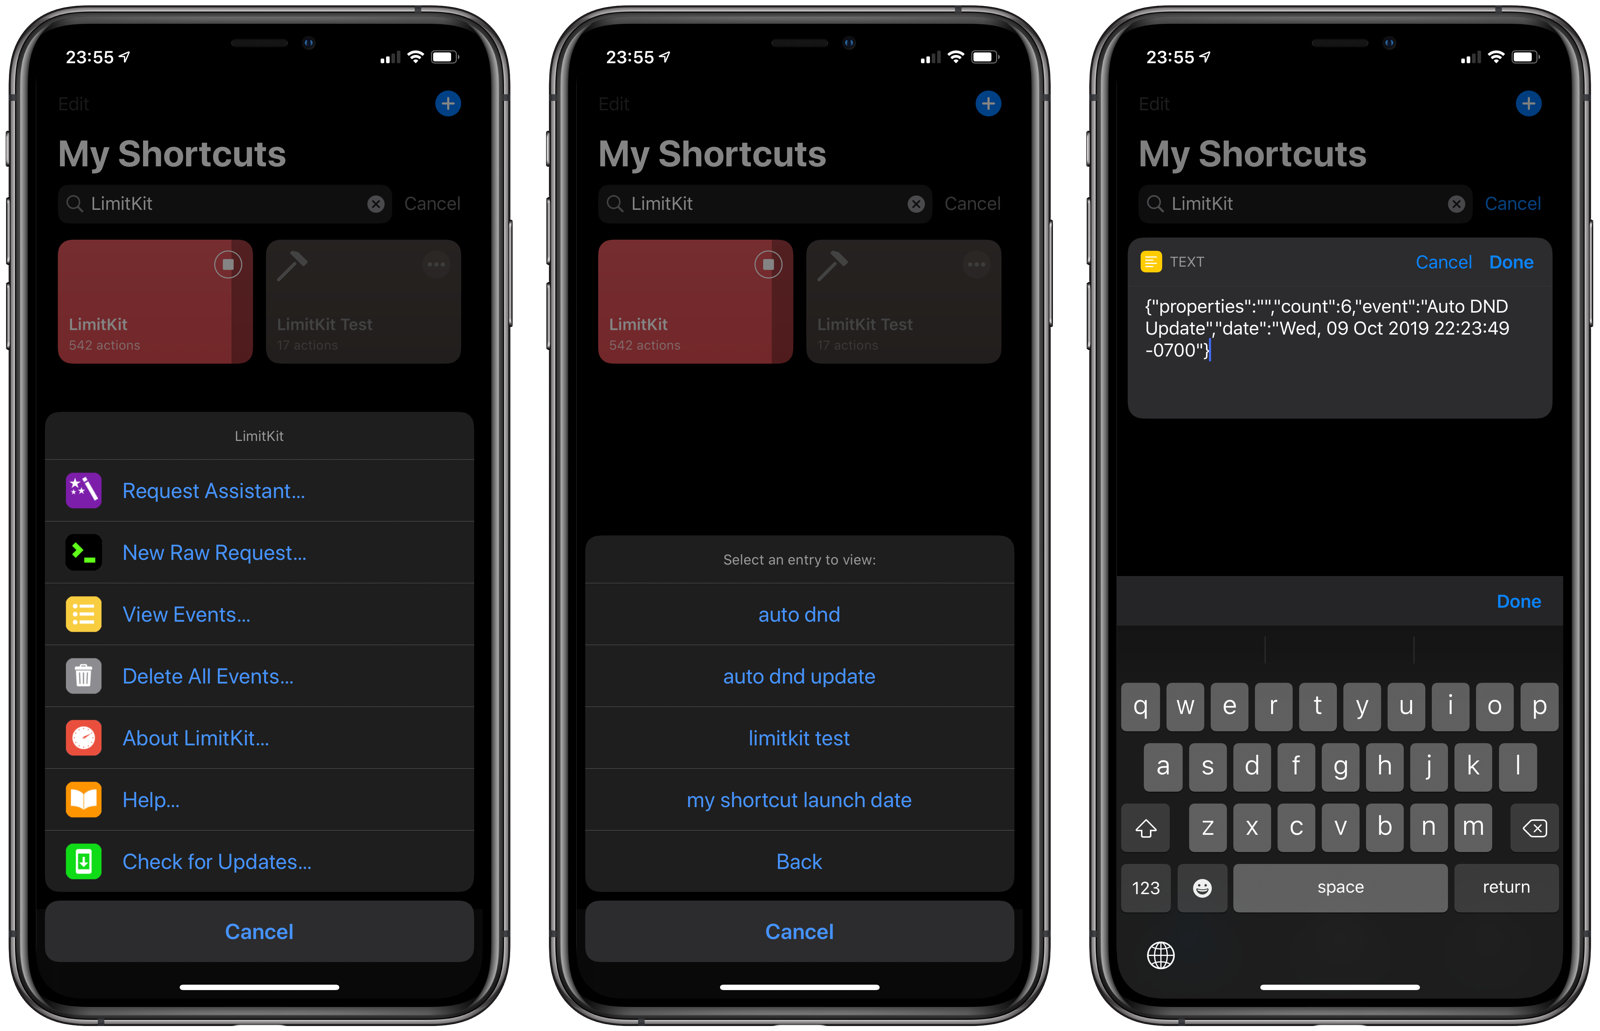 23:55
Edit
My Shortcuts
LimitKit
Cancel
LimitKit
542 actions
LimitKit Test
17 actions
LimitKit
Request Assistant...
New Raw Request...
View Events...
Delete All Events...
About LimitKit...
Help...
Check for Updates...
Cancel
23:55
Edit
My Shortcuts
LimitKit
Cancel
LimitKit
542 actions
LimitKit Test
17 actions
Select an entry to view:
auto dnd
auto dnd update
limitkit test
my shortcut launch date
Back
Cancel
23:55
Edit
My Shortcuts
LimitKit
Cancel
TEXT
Cancel Done
{"properties":"","count":6,"event":"Auto DND
Update","date":"Wed, 09 Oct 2019 22:23:49
-0700"}
Done
q w e r t y u i o p
a s d f g h j k l
z x c v b n m
123 space return